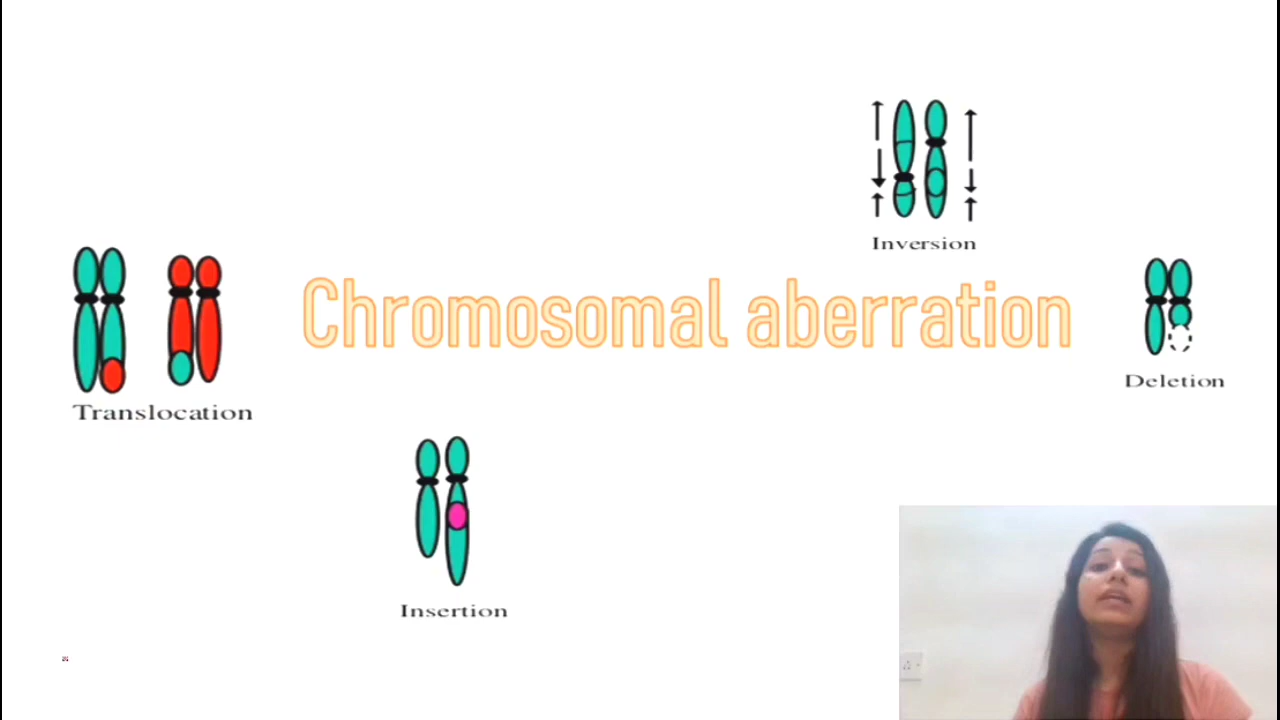 Inversion
Chromosomal aberration
Deletion
Translocation
Insertion